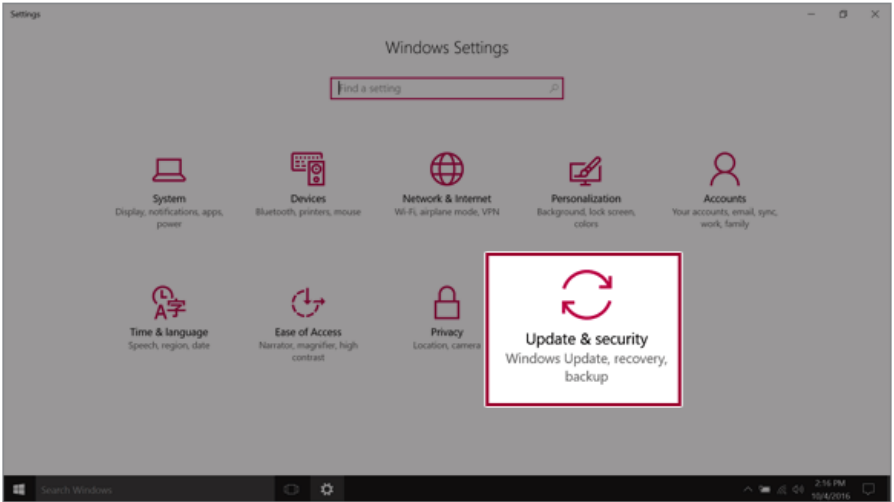 Settings
Windows Settings
Find a setting
System
Display, notifications, apps,
power
Devices
Bluetooth, printers, mouse
Network & Internet
Wi-Fi, airplane mode, VPN
Personalization
Background, lock screen,
colors
Accounts
Your accounts, email, sync,
work, family
A字
Time & language
Speech, region, date
Ease of Access
Narrator, magnifier, high
contrast
Privacy
Location, camera
Update & security
Windows Update, recovery,
backup
Search Windows
2:16 PM
10/4/2016